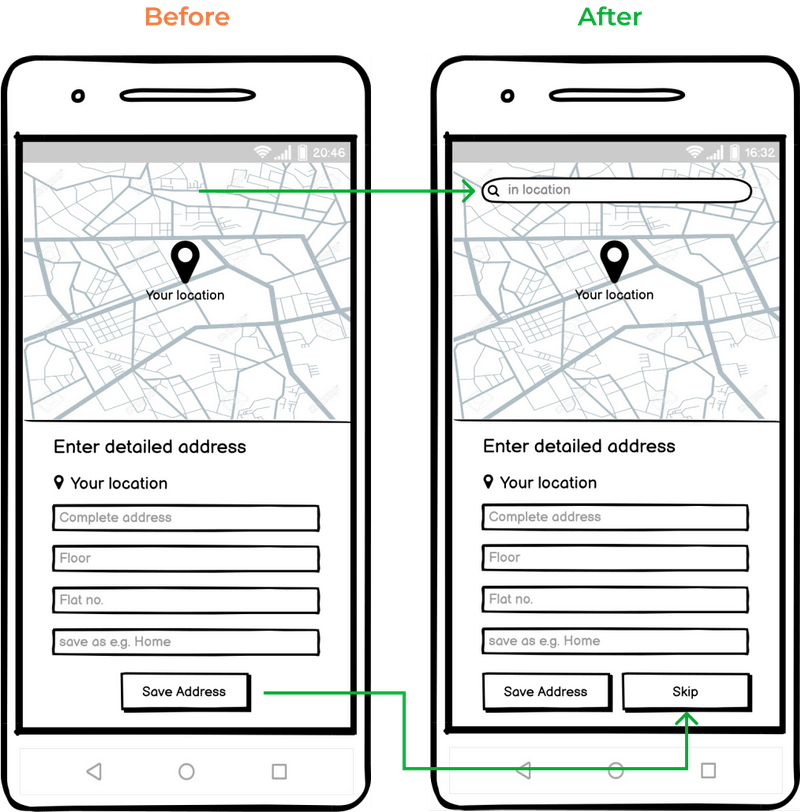 Before
After
20:46
16:32
in location
Your location
Your location
Enter detailed address
Your location
Complete address
Floor
Flat no.
save as e.g. Home
Save Address
Enter detailed address
Your location
Complete address
Floor
Flat no.
save as e.g. Home
Save Address
Skip